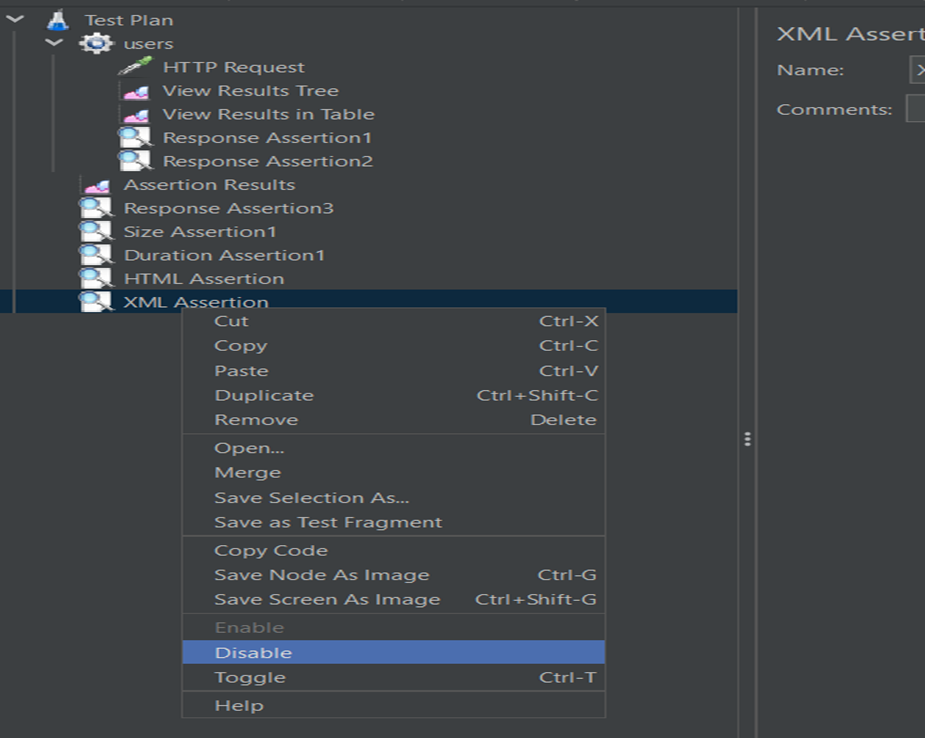 Test Plan
users
HTTP Request
View Results Tree
View Results in Table
Response Assertion1
Response Assertion2
Assertion Results
Response Assertion3
Size Assertion1
Duration Assertion1
HTML Assertion
XML Assertion
Cut Ctrl-X
Copy Ctrl-C
Paste Ctrl-V
Duplicate Ctrl+Shift-C
Remove Delete
Open...
Merge
Save Selection As...
Save as Test Fragment
Copy Code
Save Node As Image Ctrl-G
Save Screen As Image Ctrl+Shift-G
Enable
Disable
Toggle Ctrl-T
Help
XML Assert
Name: X
Comments: